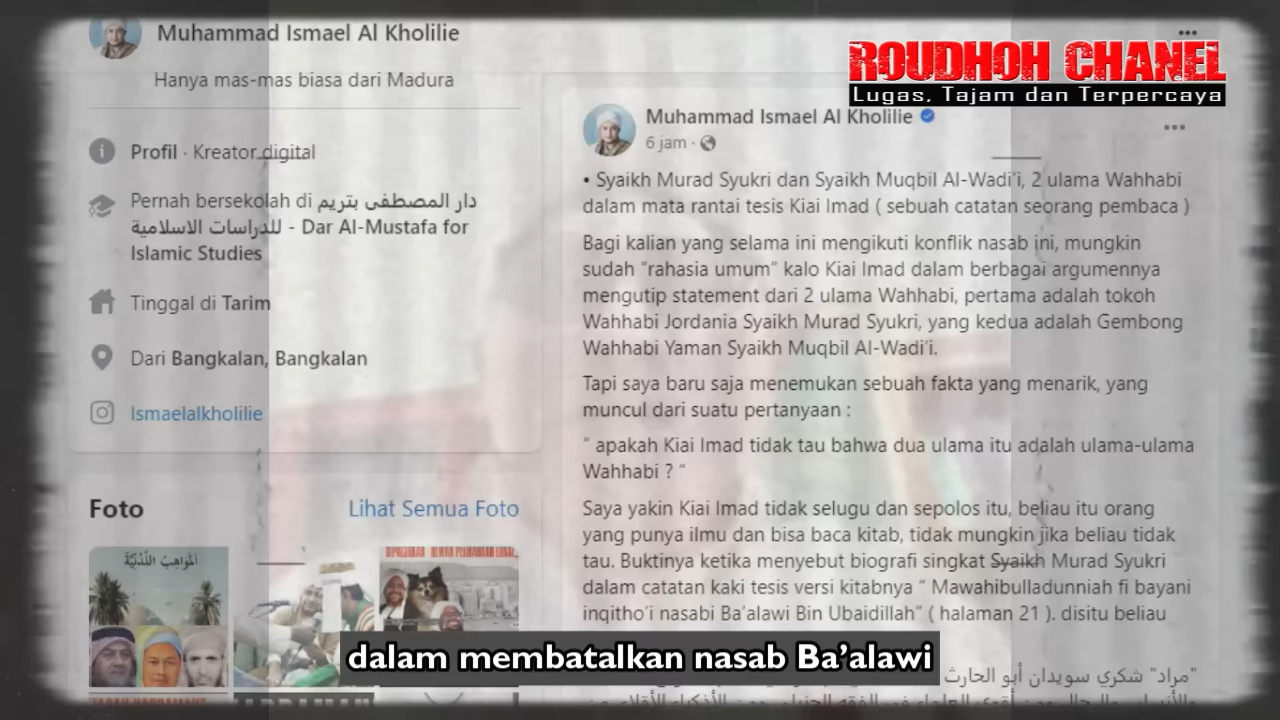 Muhammad Ismael Al Kholilie
Hanya mas-mas biasa dari Madura
Profil · Kreator digital
Pernah bersekolah di دار المصطفى بتريم
للدراسات الاسلامية - Dar Al-Mustafa for
Islamic Studies
Tinggal di Tarim
Dari Bangkalan, Bangkalan
Ismaelalkholilie
Foto
Lihat Semua Foto
المواهب اللدنية
ROUDHOH CHANEL
Lugas, Tajam dan Terpercaya
Muhammad Ismael Al Kholilie
6 jam ·
• Syaikh Murad Syukri dan Syaikh Muqbil Al-Wadi'i, 2 ulama Wahhabi
dalam mata rantai tesis Kiai Imad ( sebuah catatan seorang pembaca )
Bagi kalian yang selama ini mengikuti konflik nasab ini, mungkin
sudah "rahasia umum" kalo Kiai Imad dalam berbagai argumennya
mengutip statement dari 2 ulama Wahhabi, pertama adalah tokoh
Wahhabi Jordania Syaikh Murad Syukri, yang kedua adalah Gembong
Wahhabi Yaman Syaikh Muqbil Al-Wadi'i.
Tapi saya baru saja menemukan sebuah fakta yang menarik, yang
muncul dari suatu pertanyaan :
" apakah Kiai Imad tidak tau bahwa dua ulama itu adalah ulama-ulama
Wahhabi ? "
Saya yakin Kiai Imad tidak selugu dan sepolos itu, beliau itu orang
yang punya ilmu dan bisa baca kitab, tidak mungkin jika beliau tidak
tau. Buktinya ketika menyebut biografi singkat Syaikh Murad Syukri
dalam catatan kaki tesis versi kitabnya " Mawahibulladunniah fi bayani
inqitho'i nasabi Ba'alawi Bin Ubaidillah" ( halaman 21 ). disitu beliau
"مراد" شكري سويدان أبو الحارث
dalam membatalkan nasab Ba'alawi